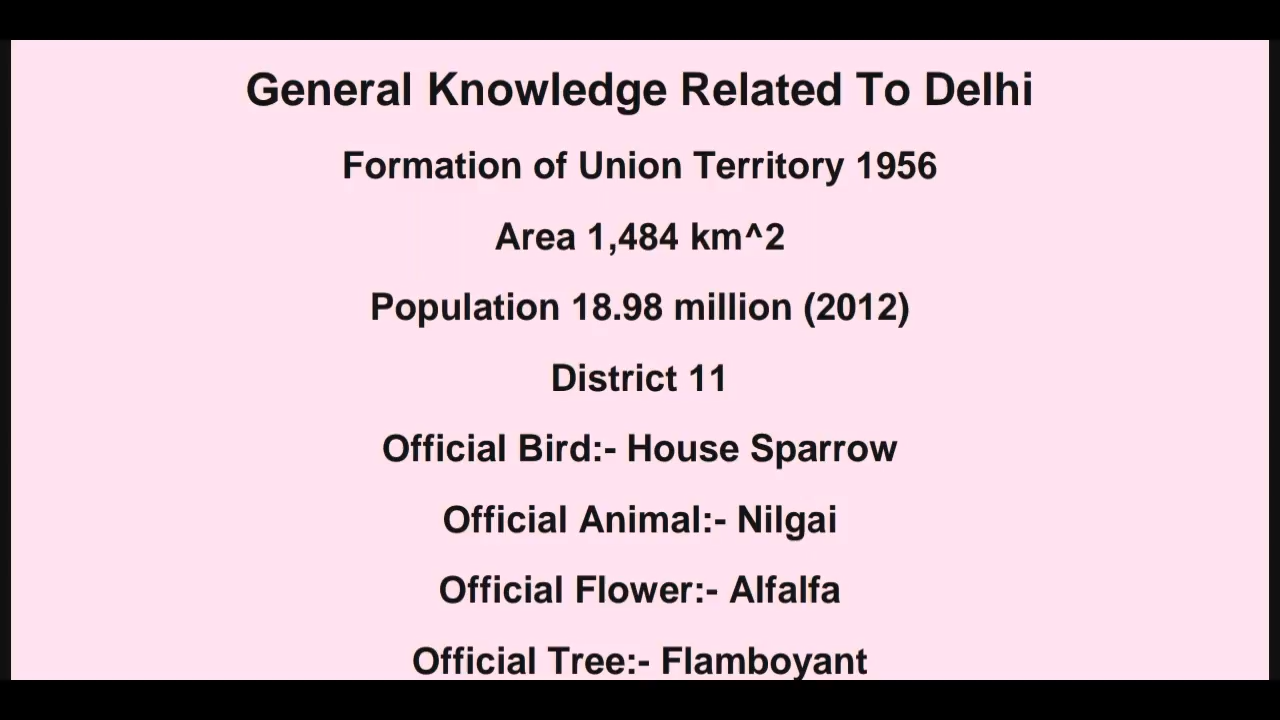 General Knowledge Related To Delhi
Formation of Union Territory 1956
Area 1,484 km^2
Population 18.98 million (2012)
District 11
Official Bird:- House Sparrow
Official Animal:- Nilgai
Official Flower:- Alfalfa
Official Tree:- Flamboyant